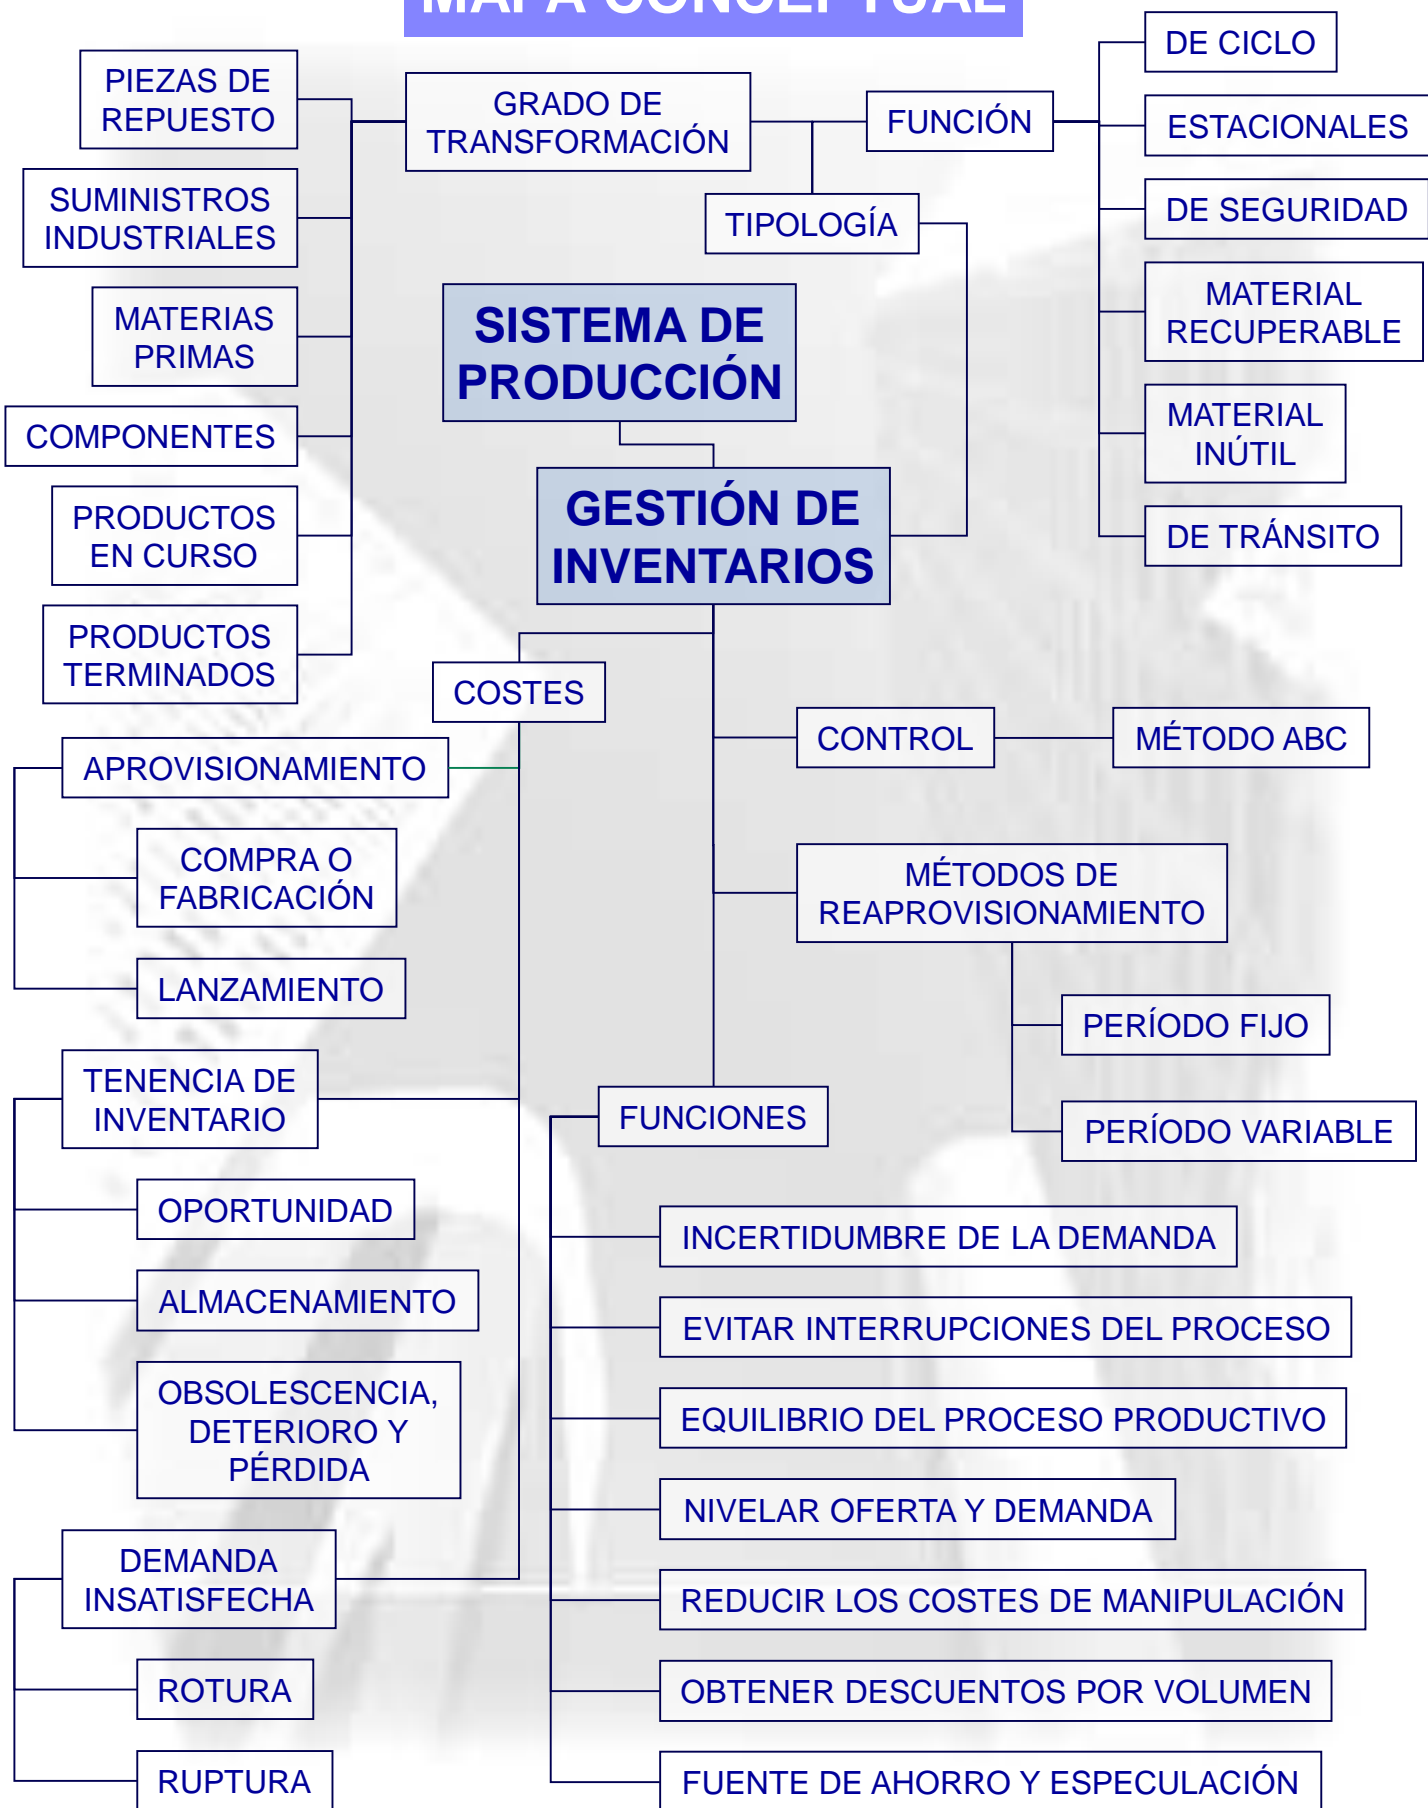 MAPA CONCEPTUAL
PIEZAS DE
REPUESTO
SUMINISTROS
INDUSTRIALES
MATERIAS
PRIMAS
COMPONENTES
PRODUCTOS
EN CURSO
PRODUCTOS
TERMINADOS
GRADO DE
TRANSFORMACIÓN
FUNCIÓN
TIPOLOGÍA
DE CICLO
ESTACIONALES
DE SEGURIDAD
MATERIAL
RECUPERABLE
MATERIAL
INÚTIL
DE TRÁNSITO
SISTEMA DE
PRODUCCIÓN
GESTIÓN DE
INVENTARIOS
COSTES
APROVISIONAMIENTO
COMPRA O
FABRICACIÓN
LANZAMIENTO
TENENCIA DE
INVENTARIO
OPORTUNIDAD
ALMACENAMIENTO
OBSOLESCENCIA,
DETERIORO Y
PÉRDIDA
DEMANDA
INSATISFECHA
ROTURA
RUPTURA
CONTROL
MÉTODO ABC
MÉTODOS DE
REAPROVISIONAMIENTO
PERÍODO FIJO
PERÍODO VARIABLE
FUNCIONES
INCERTIDUMBRE DE LA DEMANDA
EVITAR INTERRUPCIONES DEL PROCESO
EQUILIBRIO DEL PROCESO PRODUCTIVO
NIVELAR OFERTA Y DEMANDA
REDUCIR LOS COSTES DE MANIPULACIÓN
OBTENER DESCUENTOS POR VOLUMEN
FUENTE DE AHORRO Y ESPECULACIÓN